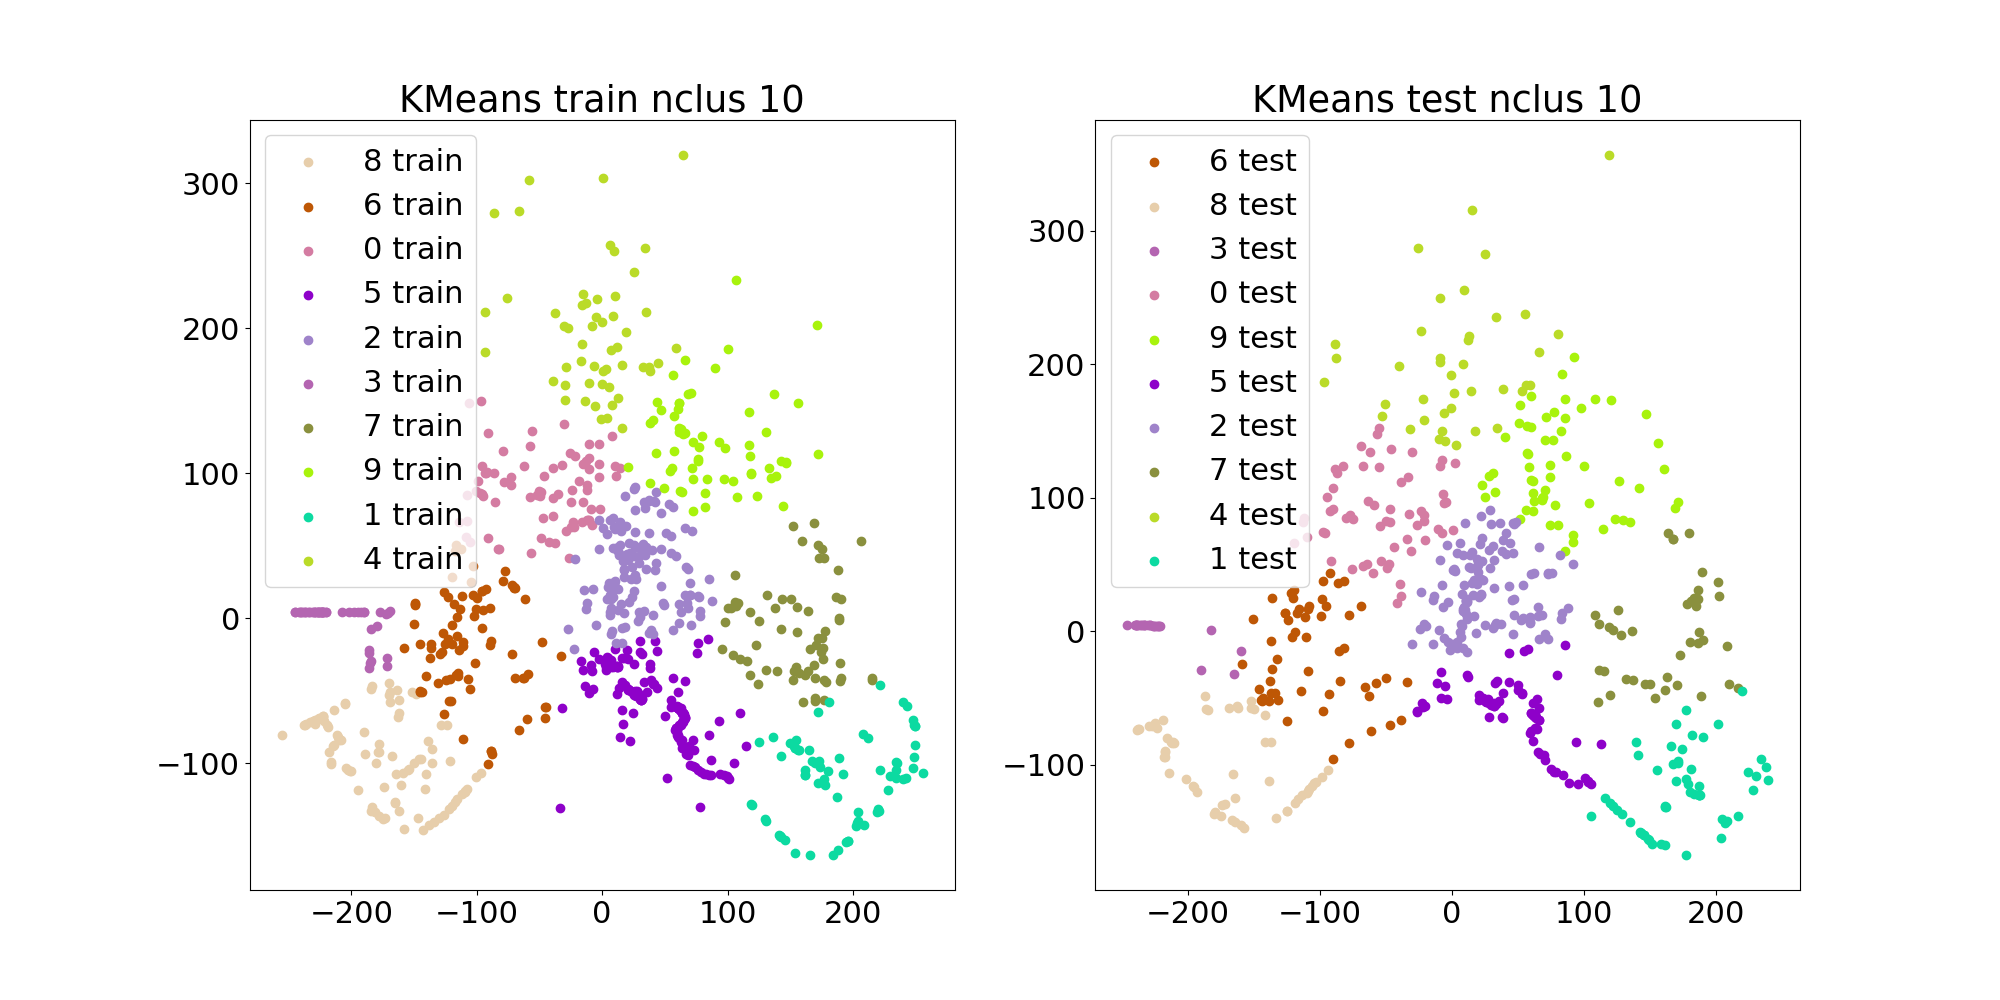 KMeans train nclus 10
8 train
6 train
0 train
5 train
2 train
3 train
7 train
9 train
1 train
4 train
300
200
100
0
−100
−200
−100
0
100
200
KMeans test nclus 10
6 test
8 test
3 test
0 test
9 test
5 test
2 test
7 test
4 test
1 test
300
200
100
0
−100
−200
−100
0
100
200